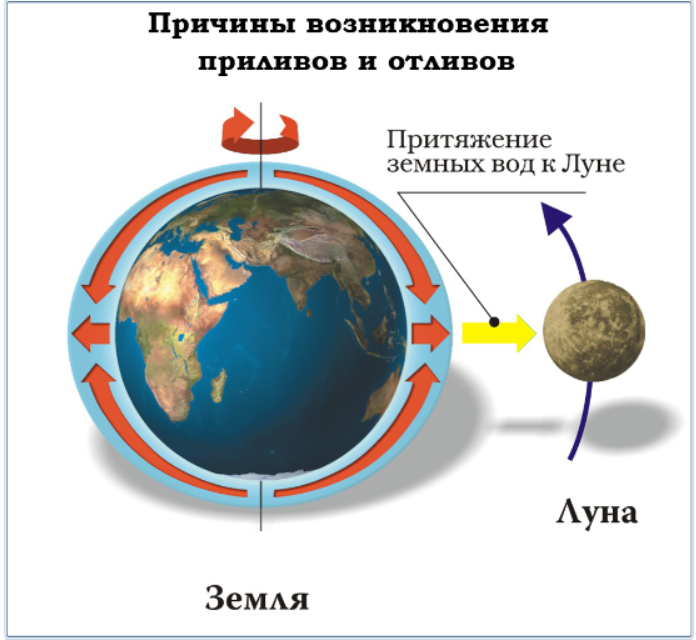 Причины возникновения
приливов и отливов
Притяжение
земных вод к Луне
Луна
Земля